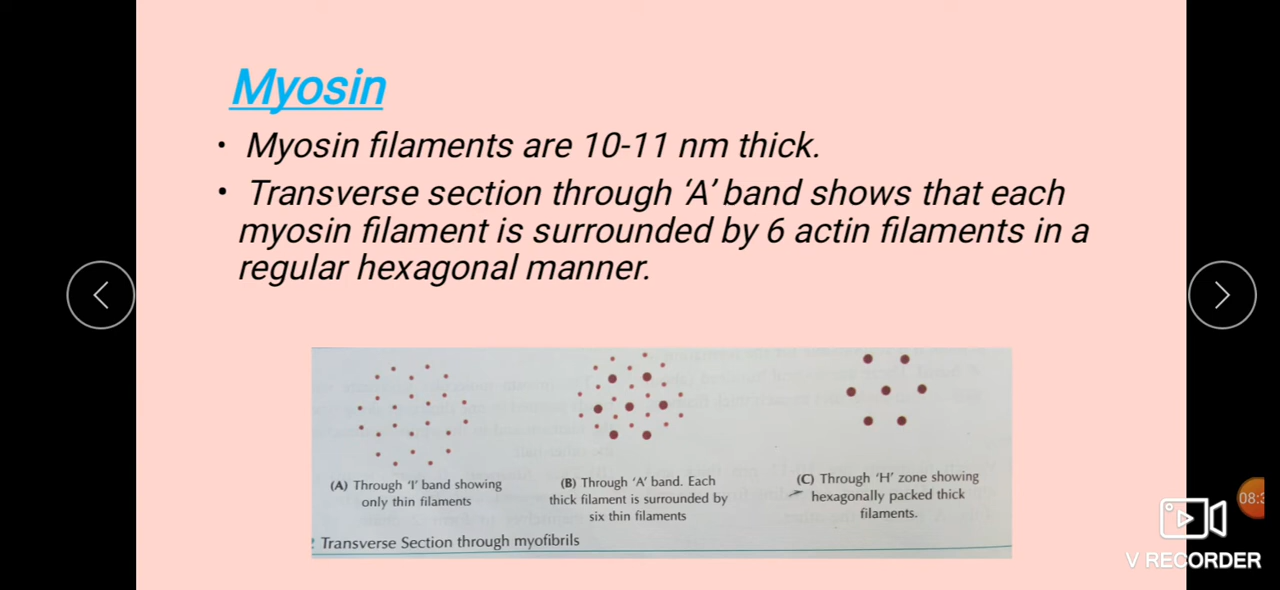 Myosin
• Myosin filaments are 10-11 nm thick.
• Transverse section through ‘A’ band shows that each
myosin filament is surrounded by 6 actin filaments in a
regular hexagonal manner.
(A) Through ‘I’ band showing
only thin filaments
(B) Through ‘A’ band. Each
thick filament is surrounded by
six thin filaments
(C) Through ‘H’ zone showing
hexagonally packed thick
filaments.
Transverse Section through myofibrils
V RECORDER